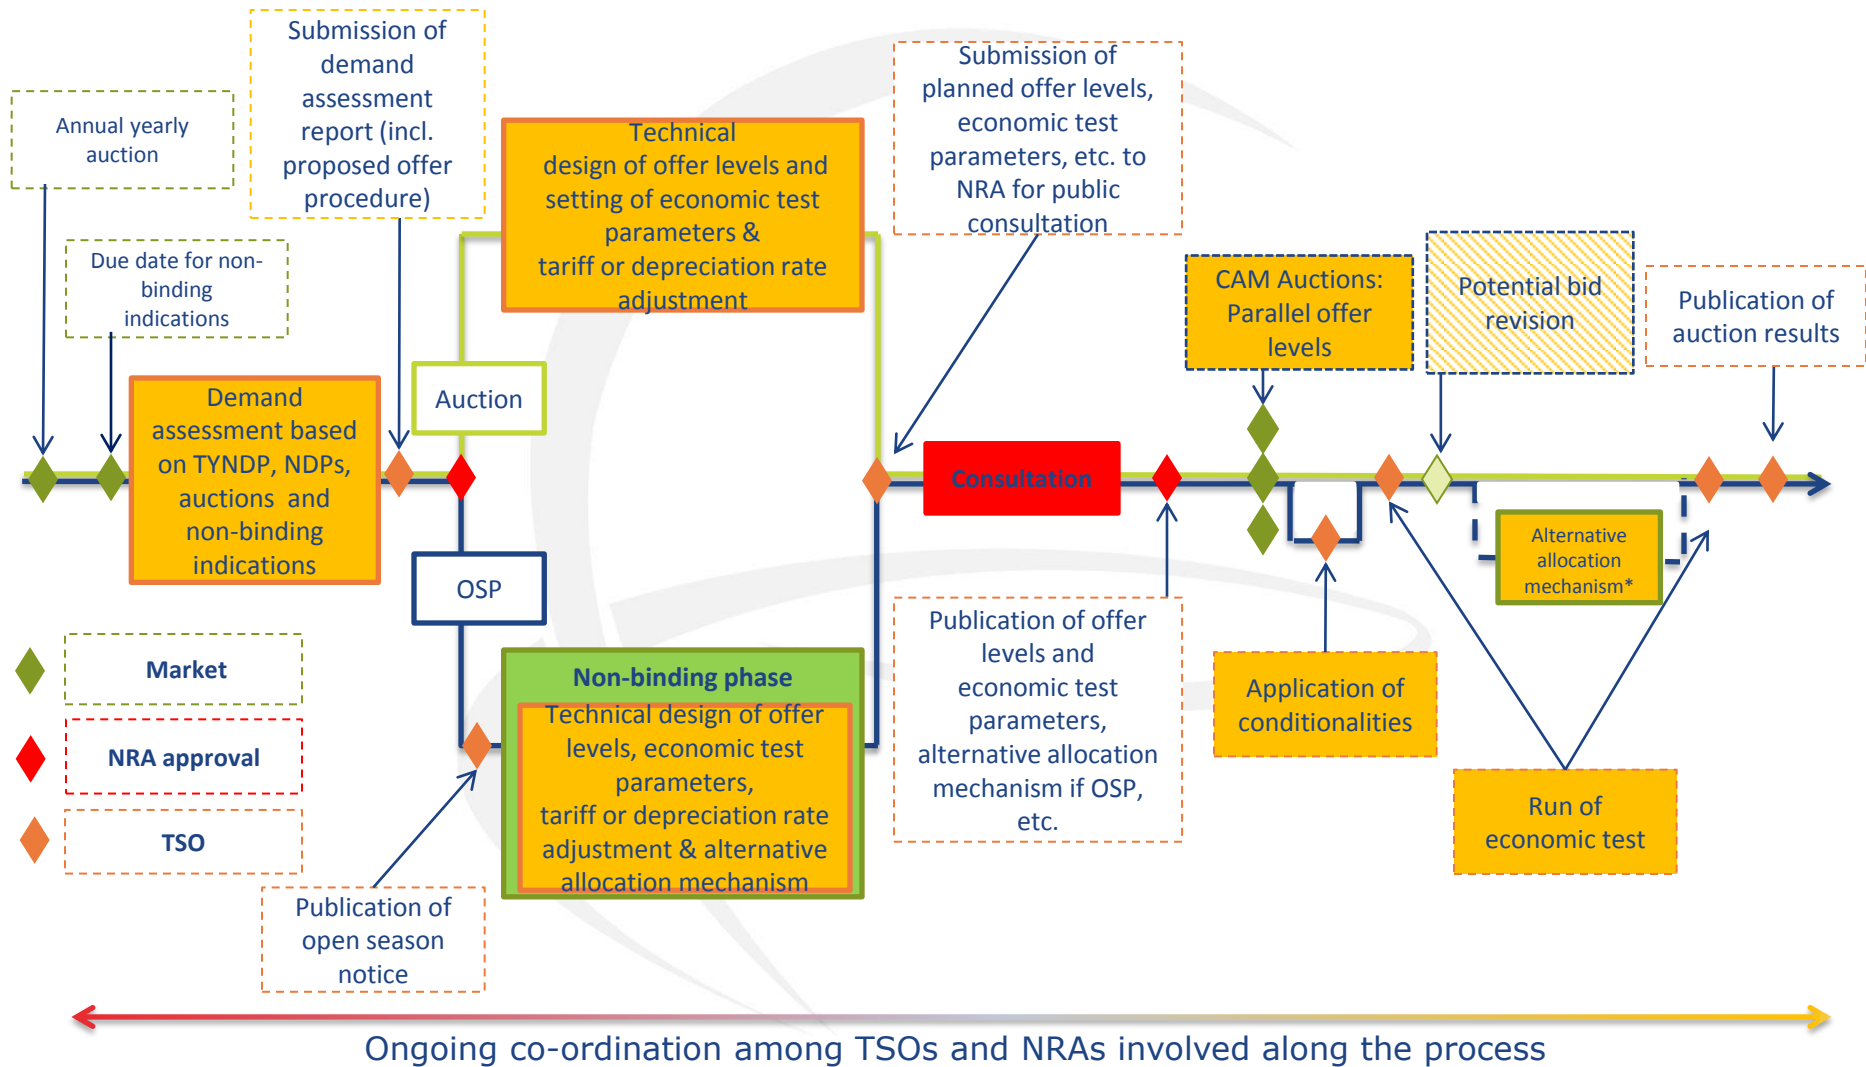 Annual yearly
auction
Due date for non-
binding
indications
Submission of
demand
assessment
report (incl.
proposed offer
procedure)
Demand
assessment based
on TYNDP, NDPs,
auctions and
non-binding
indications
Auction
OSP
Technical
design of offer levels and
setting of economic test
parameters &
tariff or depreciation rate
adjustment
Non-binding phase
Technical design of offer
levels, economic test
parameters,
tariff or depreciation rate
adjustment & alternative
allocation mechanism
Publication of
open season
notice
Submission of
planned offer levels,
economic test
parameters, etc. to
NRA for public
consultation
Consultation
Publication of offer
levels and
economic test
parameters,
alternative allocation
mechanism if OSP,
etc.
CAM Auctions:
Parallel offer
levels
Application of
conditionalities
Potential bid
revision
Alternative
allocation
mechanism*
Run of
economic test
Publication of
auction results
Market
NRA approval
TSO
Ongoing co-ordination among TSOs and NRAs involved along the process